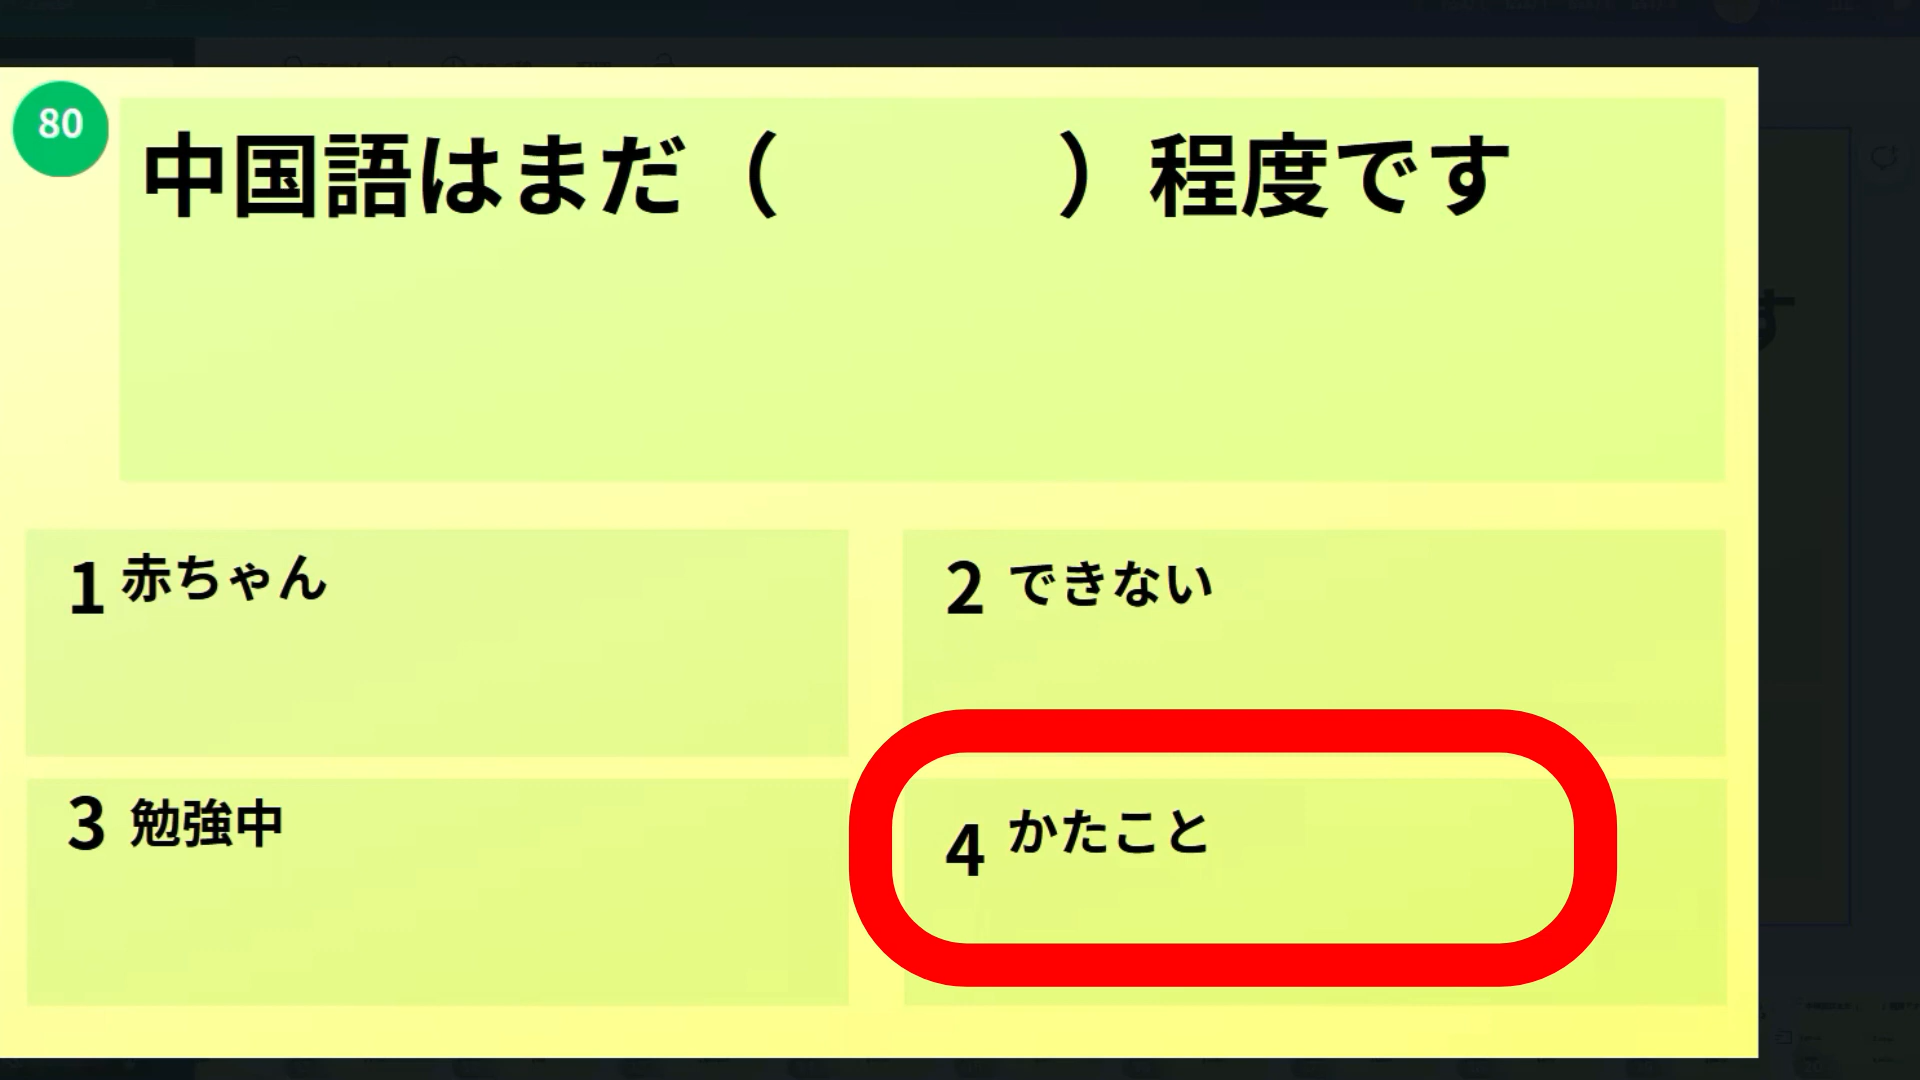 80
中国語はまだ（　　　）程度です
1 赤ちゃん
2 できない
3 勉強中
4 かたこと
す